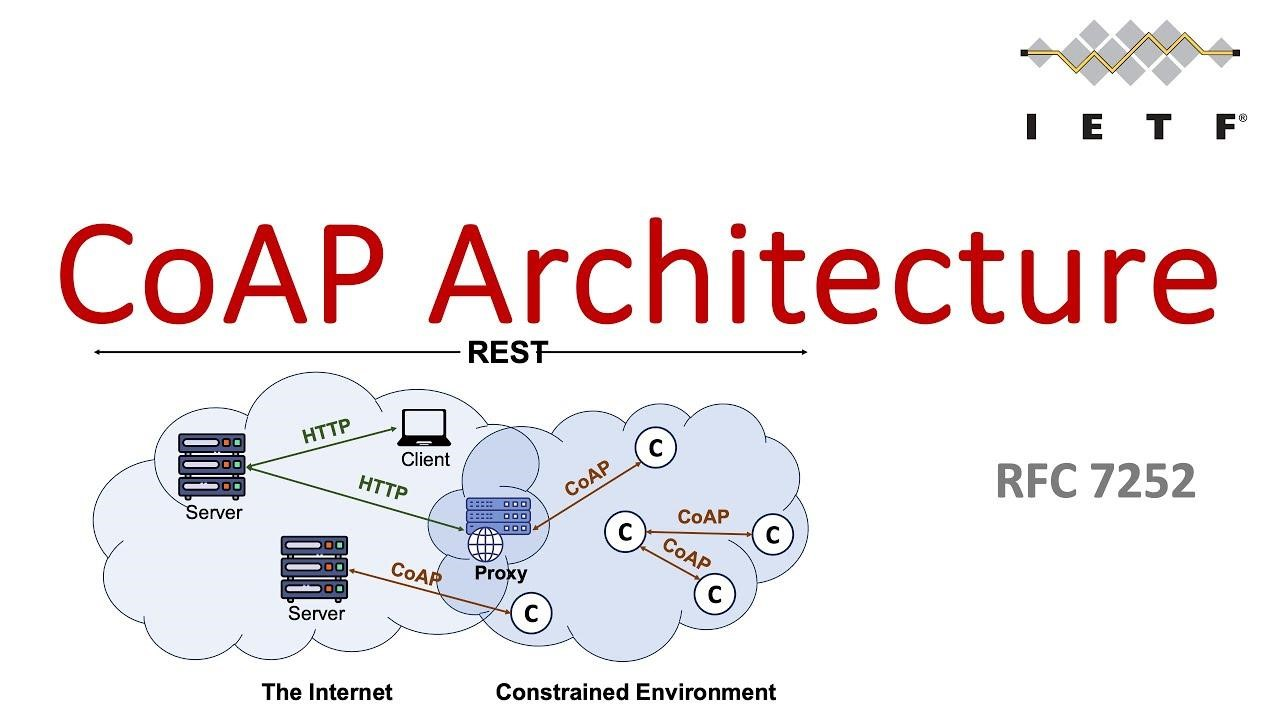 I E T F®
CoAP Architecture
REST
HTTP
Client
HTTP
Server
CoAP
C
RFC 7252
C
CoAP
C
CoAP
C
Proxy
CoAP
Server
C
The Internet
Constrained Environment